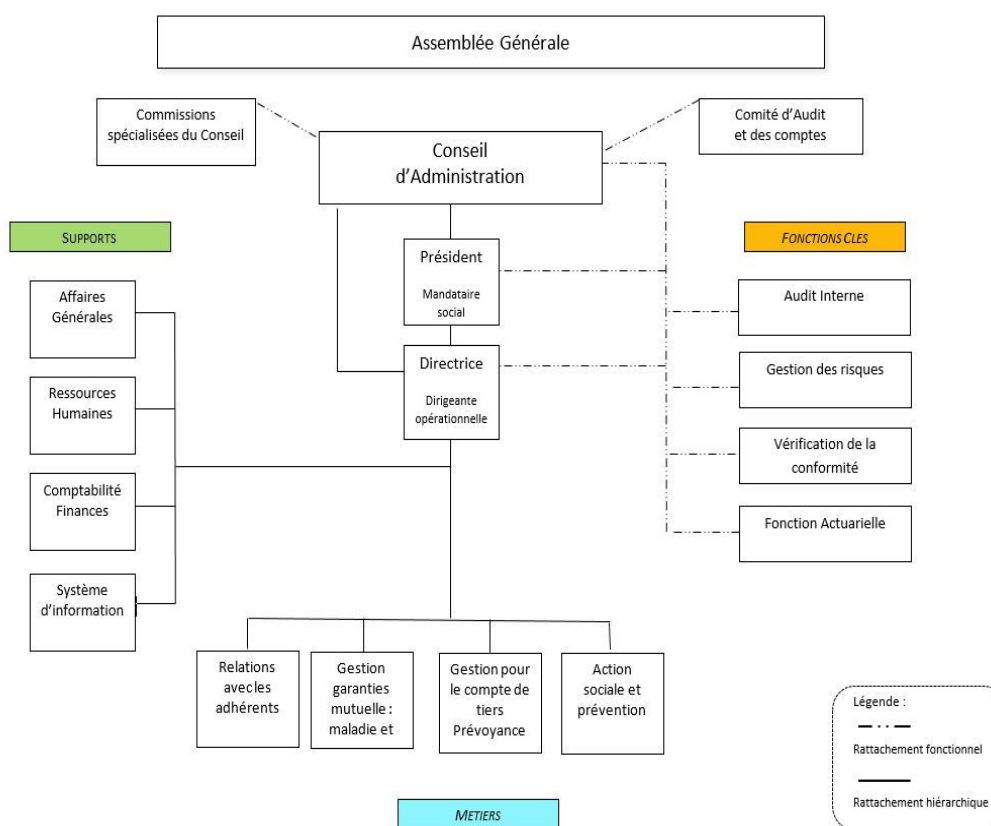 Assemblée Générale
Commissions
spécialisées du Conseil
Comité d'Audit
et des comptes
Conseil
d'Administration
SUPPORTS
FONCTIONS CLES
Président
Mandataire
social
Directrice
Dirigeante
opérationnelle
Affaires
Générales
Ressources
Humaines
Comptabilité
Finances
Système
d'information
Audit Interne
Gestion des risques
Vérification de la
conformité
Fonction Actuarielle
Relations
avec les
adhérents
Gestion
garanties
mutuelle :
maladie et
Gestion pour
le compte de
tiers
Prévoyance
Action
sociale et
prévention
METIERS
Légende :
Rattachement fonctionnel
Rattachement hiérarchique